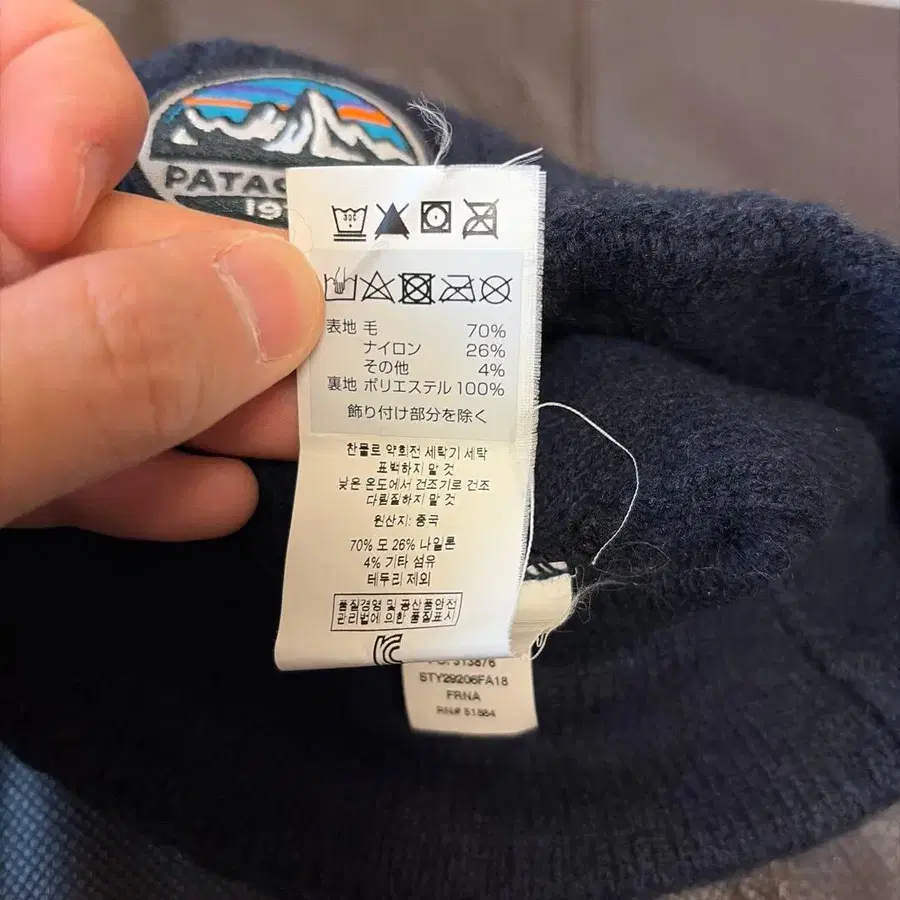 PATAG
19
30C
表地 毛 70%
ナイロン 26%
その他 4%
裏地 ポリエステル 100%
飾り付け部分を除く
찬물로 약회전 세탁기 세탁
표백하지 말 것
낮은 온도에서 건조기로 건조
다림질하지 말 것
원산지: 중국
70% 모 26% 나일론
4% 기타 섬유
테두리 제외
품질경영 및 공산품안전
관리법에 의한 품질표시
STY29206FA18
FRNA
RN# 51884